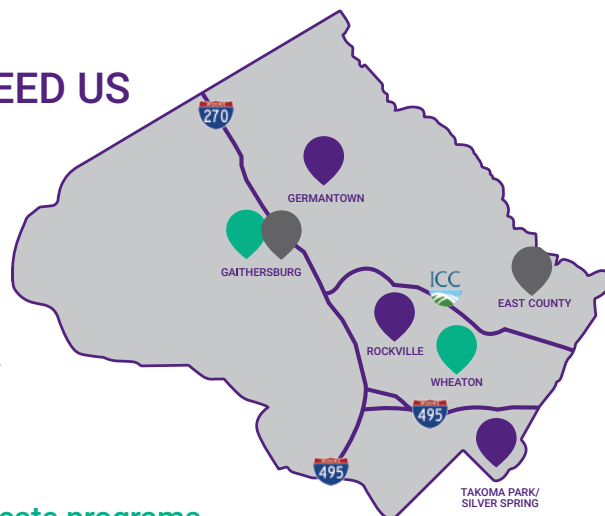 EED US
270
GERMANTOWN
GAITHERSBURG
ICC
EAST COUNTY
ROCKVILLE
WHEATON
495
495
TAKOMA PARK/
SILVER SPRING